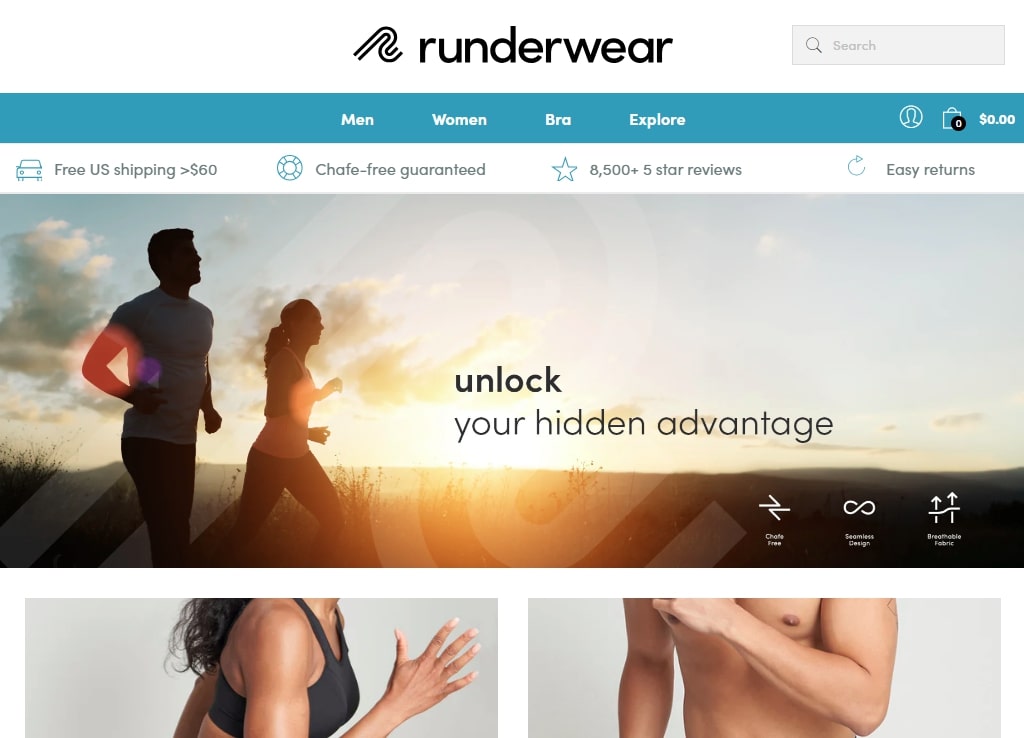 runderwear
Search
Men Women Bra Explore
0 $0.00
Free US shipping >$60 Chafe-free guaranteed 8,500+ 5 star reviews Easy returns
unlock
your hidden advantage
Chafe Free
Seamless Design
Breathable Fabric